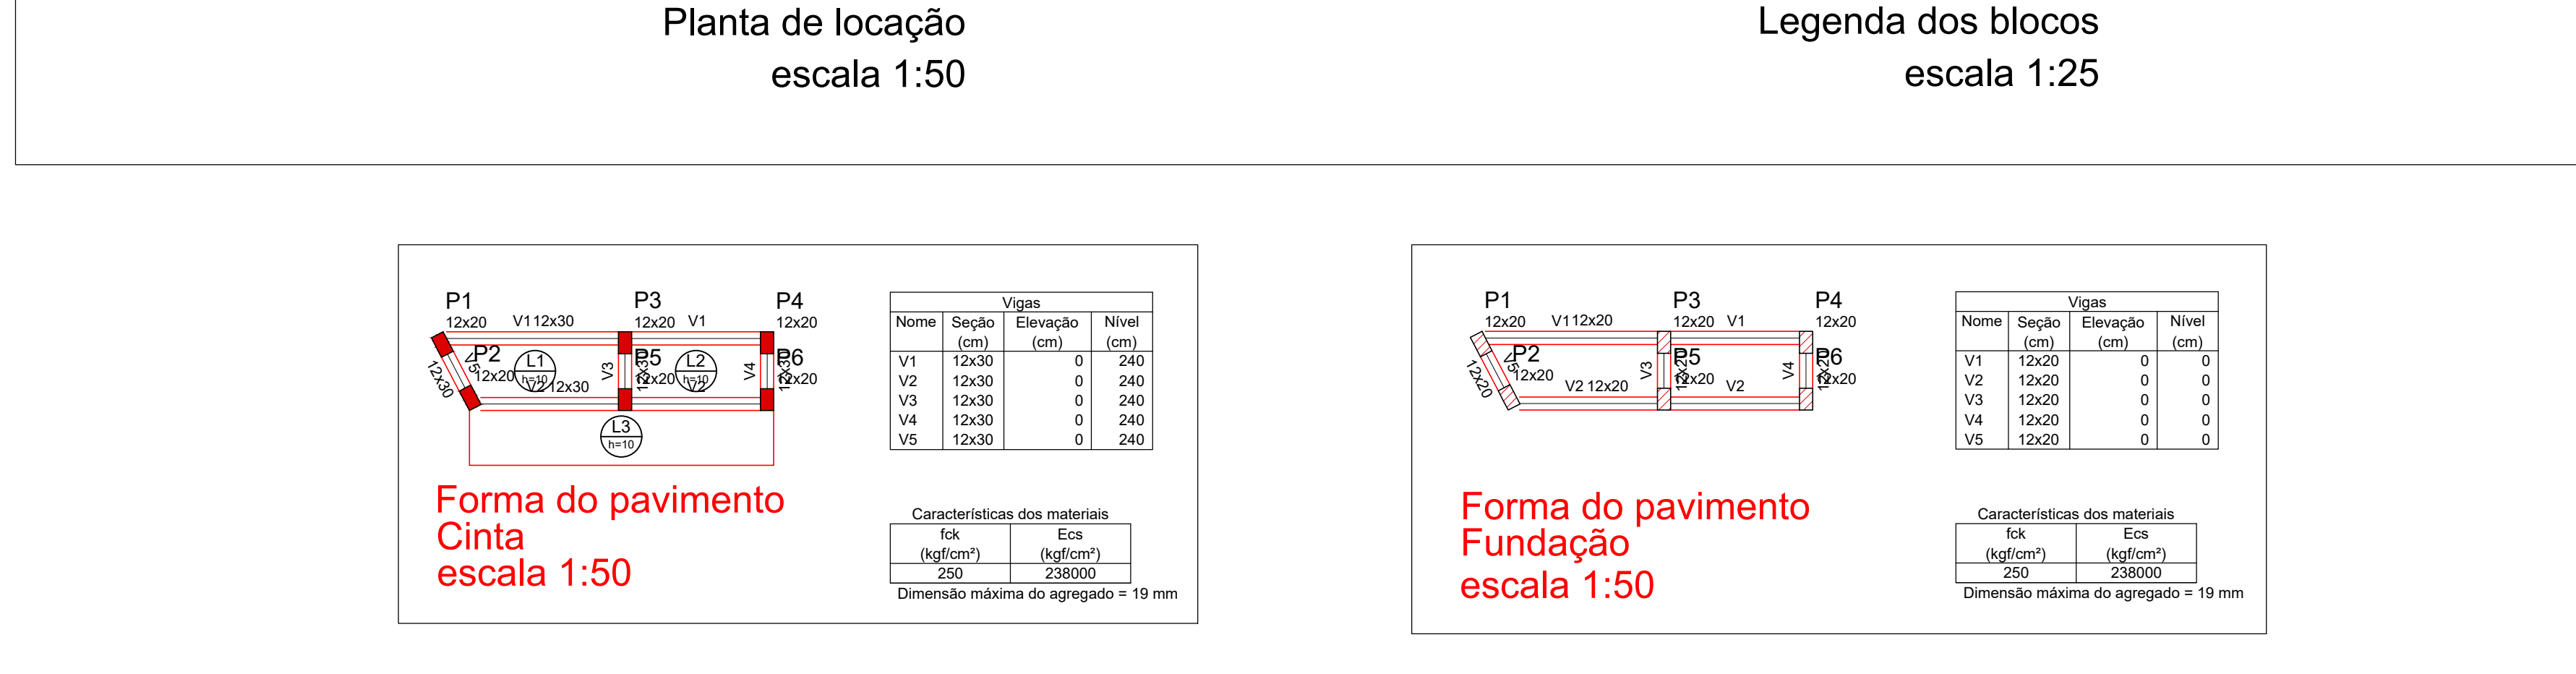 Planta de locação
escala 1:50
Legenda dos blocos
escala 1:25
P1
12x20
V1 12x30
P3
12x20
V1
P4
12x20
V5
12x30
P2
12x20
L1
h=10
V2 12x30
V3
12x30
P5
12x20
L2
h=10
V2
V4
12x30
P6
12x20
L3
h=10
Forma do pavimento
Cinta
escala 1:50
Vigas
Nome Seção (cm) Elevação (cm) Nível (cm)
V1 12x30 0 240
V2 12x30 0 240
V3 12x30 0 240
V4 12x30 0 240
V5 12x30 0 240
Características dos materiais
fck (kgf/cm²) Ecs (kgf/cm²)
250 238000
Dimensão máxima do agregado = 19 mm
P1
12x20
V1 12x20
P3
12x20
V1
P4
12x20
V5
12x20
P2
12x20
V2 12x20
V3
12x20
P5
12x20
V2
V4
12x20
P6
12x20
Forma do pavimento
Fundação
escala 1:50
Vigas
Nome Seção (cm) Elevação (cm) Nível (cm)
V1 12x20 0 0
V2 12x20 0 0
V3 12x20 0 0
V4 12x20 0 0
V5 12x20 0 0
Características dos materiais
fck (kgf/cm²) Ecs (kgf/cm²)
250 238000
Dimensão máxima do agregado = 19 mm